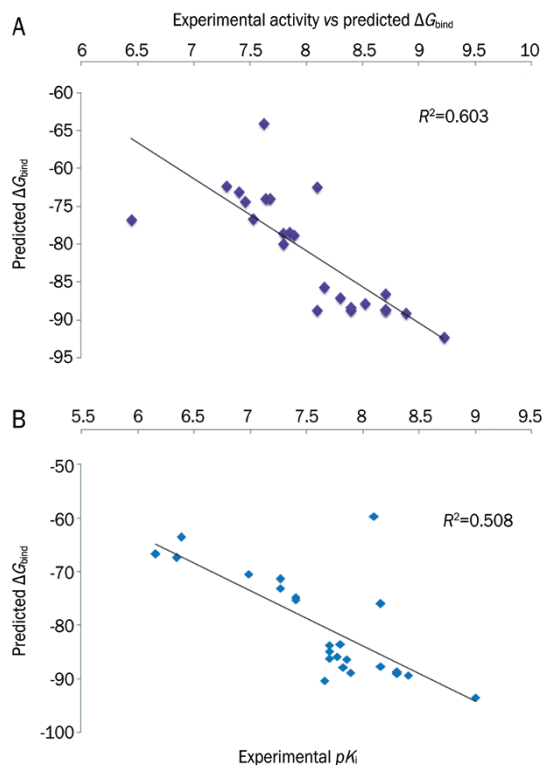 A
Experimental activity vs predicted ΔGbind
6 6.5 7 7.5 8 8.5 9 9.5 10
-60
R²=0.603
-65
-70
-75
-80
-85
-90
-95
Predicted ΔGbind
B
5.5 6 6.5 7 7.5 8 8.5 9 9.5
-50
R²=0.508
-60
-70
-80
-90
-100
Predicted ΔGbind
Experimental pKi